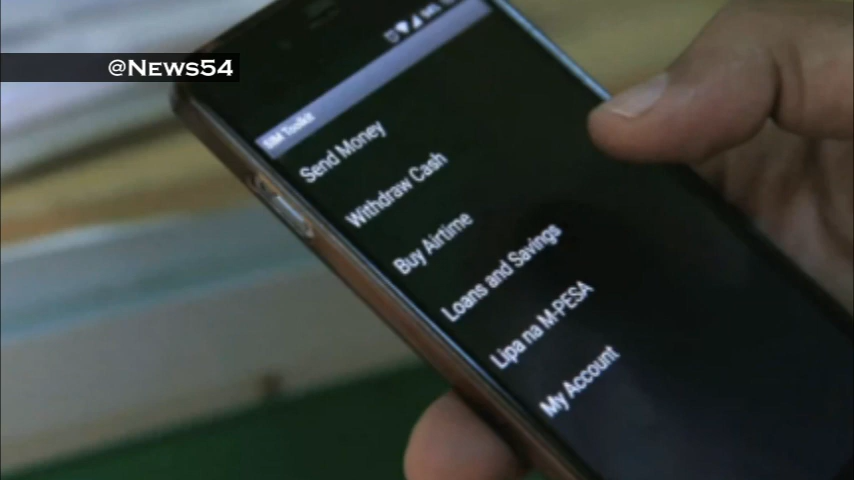 @News54
SIM Toolkit
Send Money
Withdraw Cash
Buy Airtime
Loans and Savings
Lipa na M-PESA
My Account